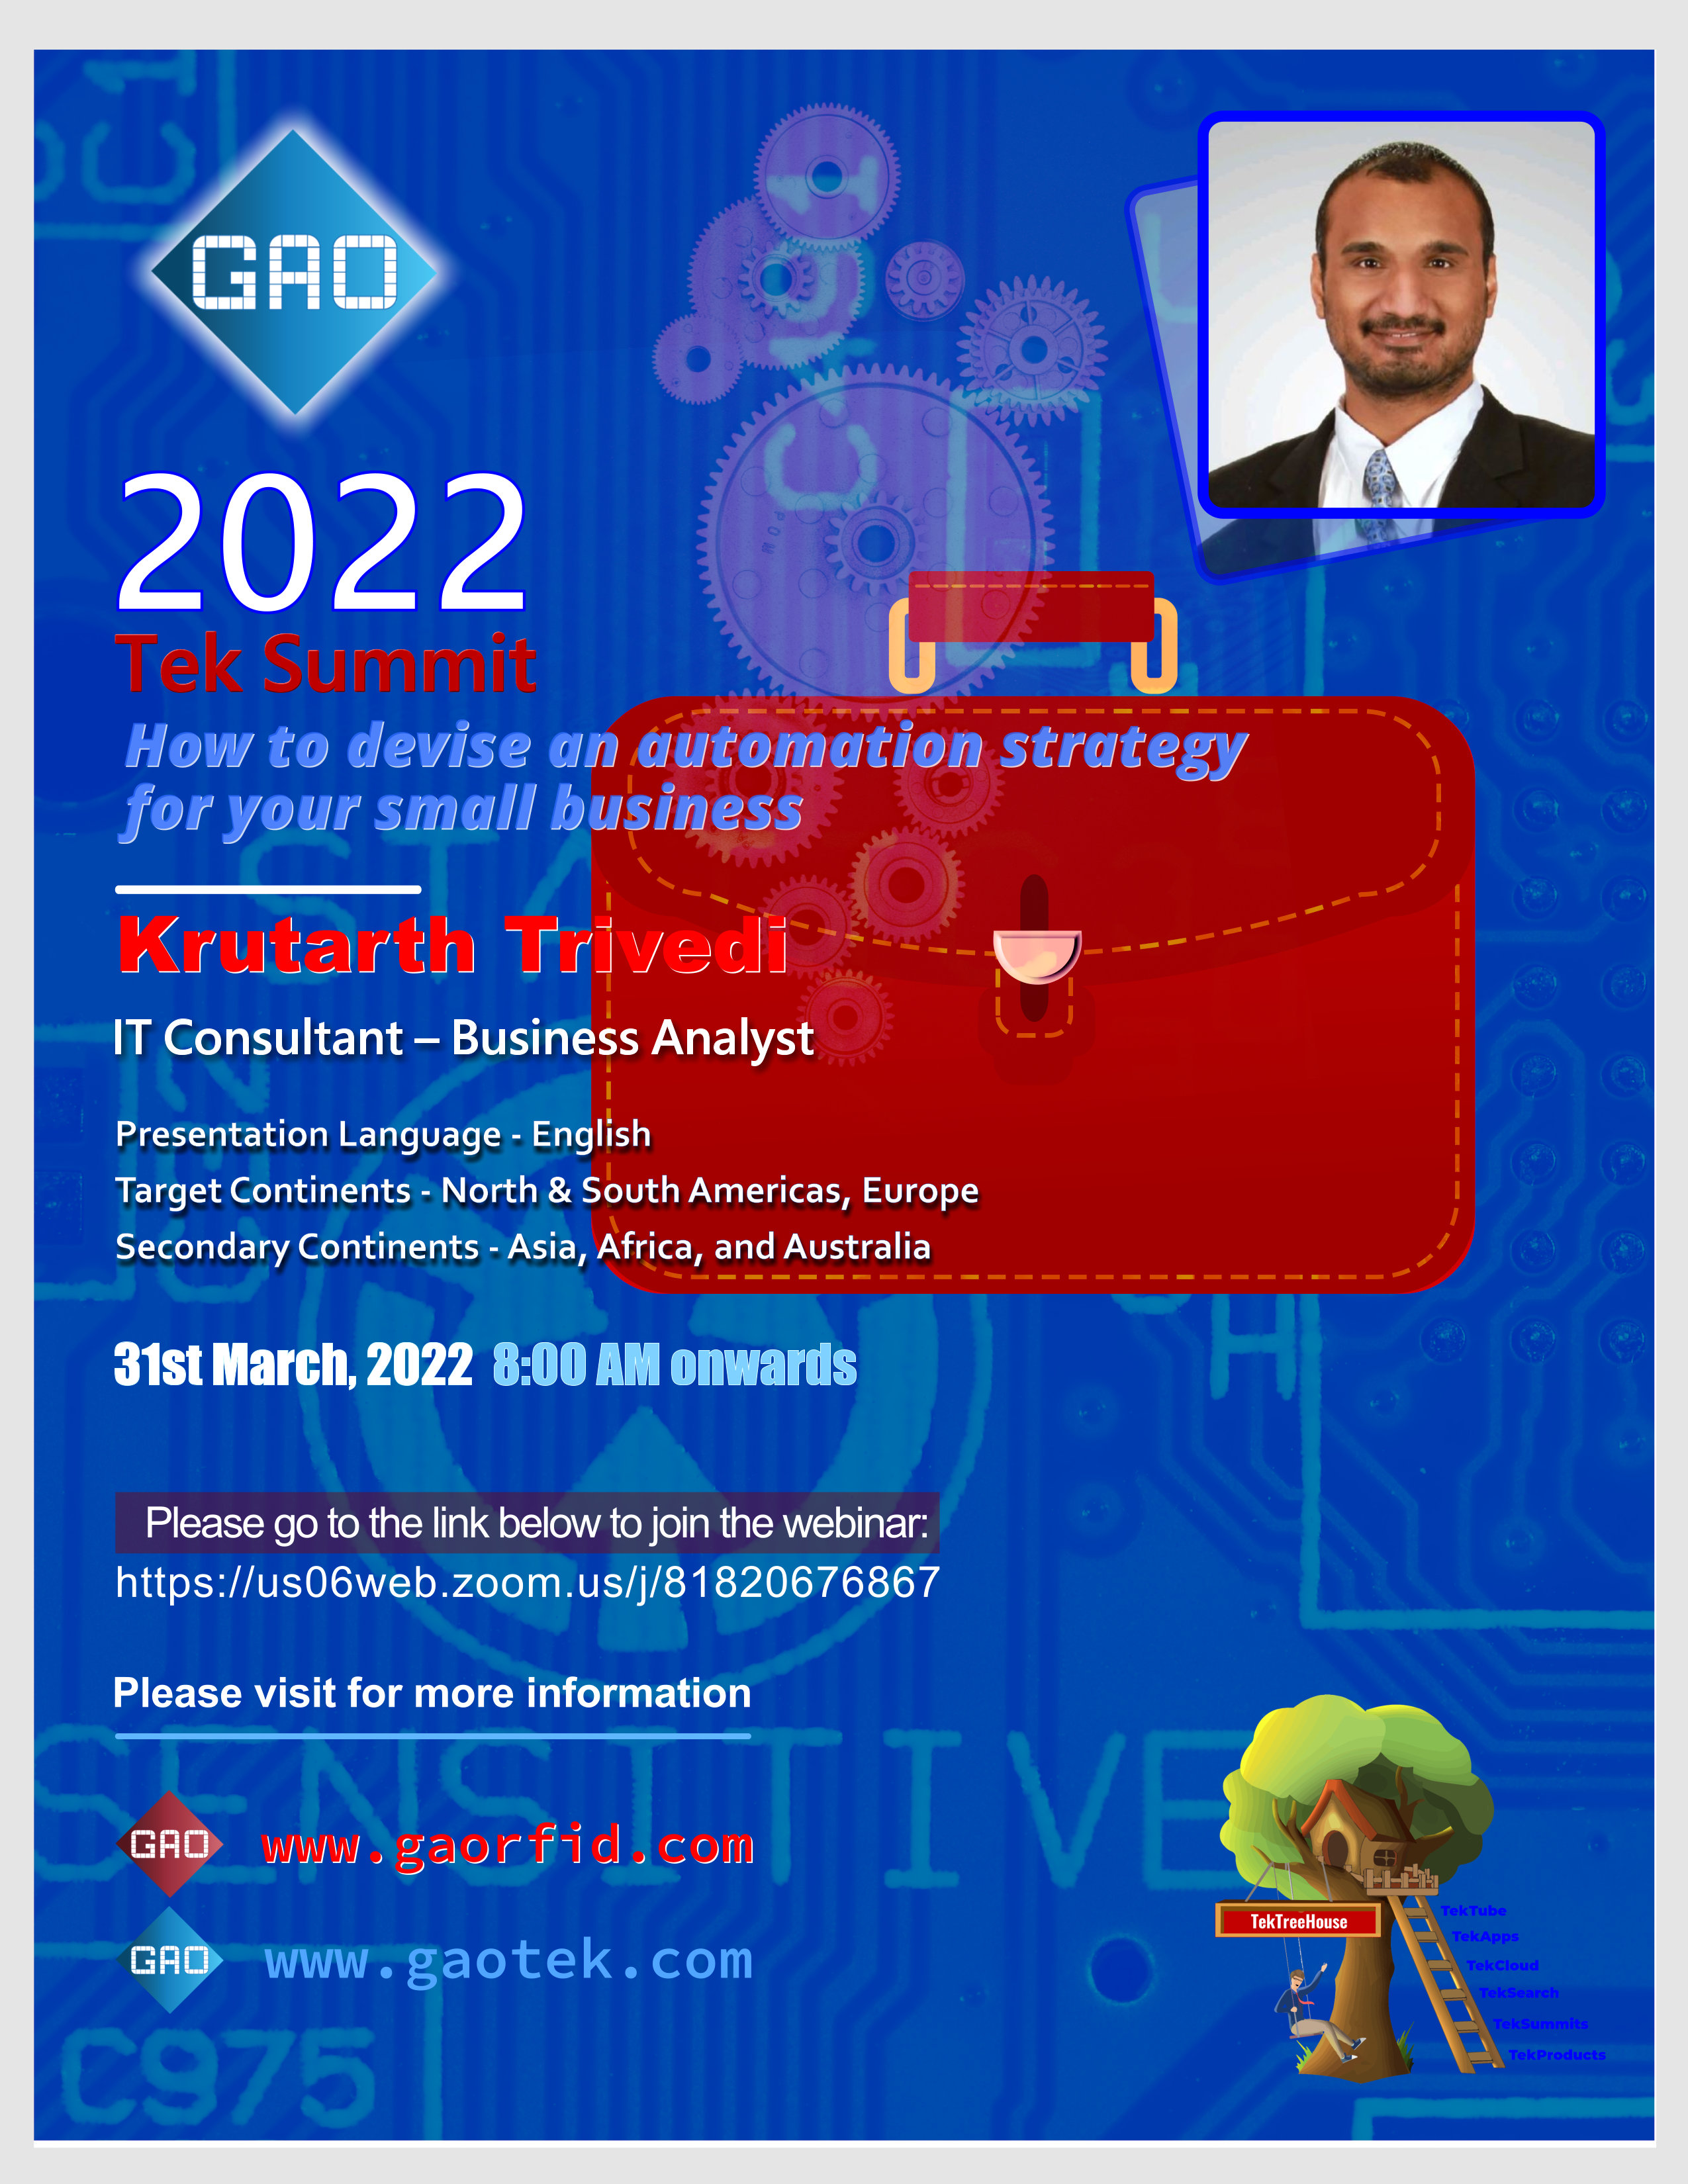 GAO
2022
Tek Summit
How to devise an automation strategy
for your small business
Krutarth Trivedi
IT Consultant – Business Analyst
Presentation Language - English
Target Continents - North & South Americas, Europe
Secondary Continents - Asia, Africa, and Australia
31st March, 2022 8:00 AM onwards
Please go to the link below to join the webinar:
https://us06web.zoom.us/j/81820676867
Please visit for more information
SENSITIVE
GAO www.gaorfid.com
GAO www.gaotek.com
C975
TekTreeHouse
TekTube
TekApps
TekCloud
TekSearch
TekSummits
TekProducts